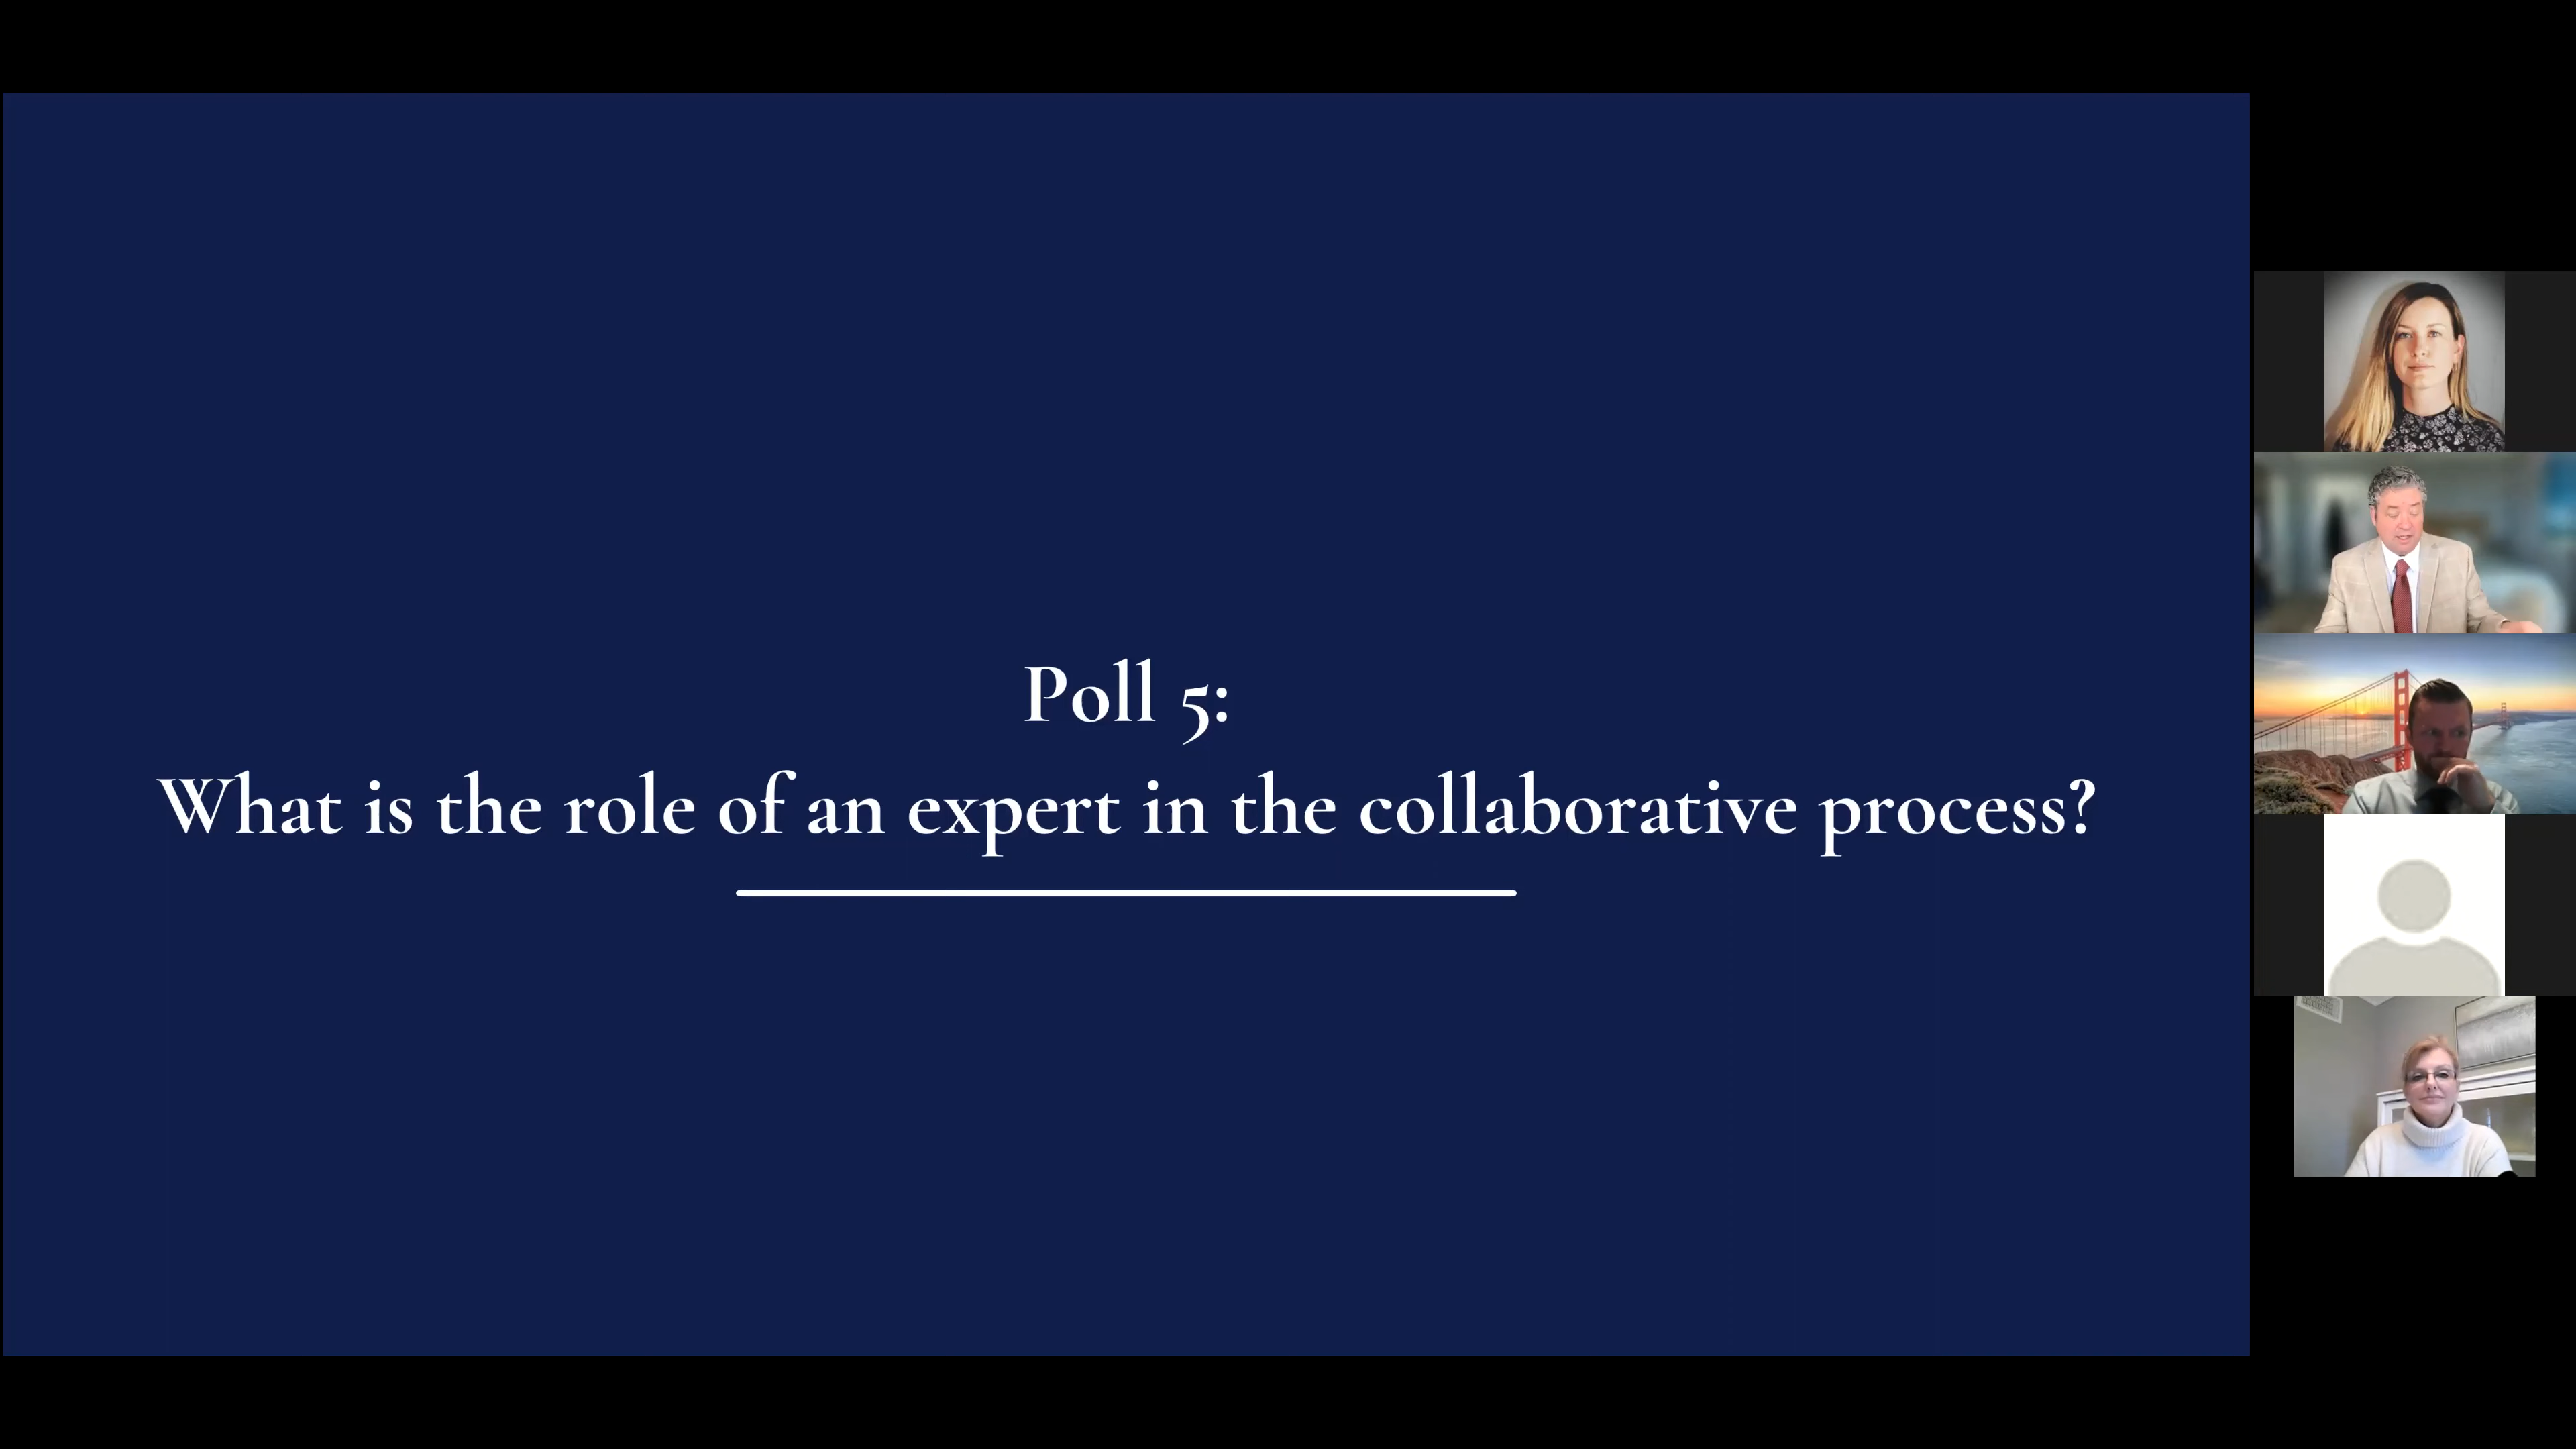 Poll 5:
What is the role of an expert in the collaborative process?